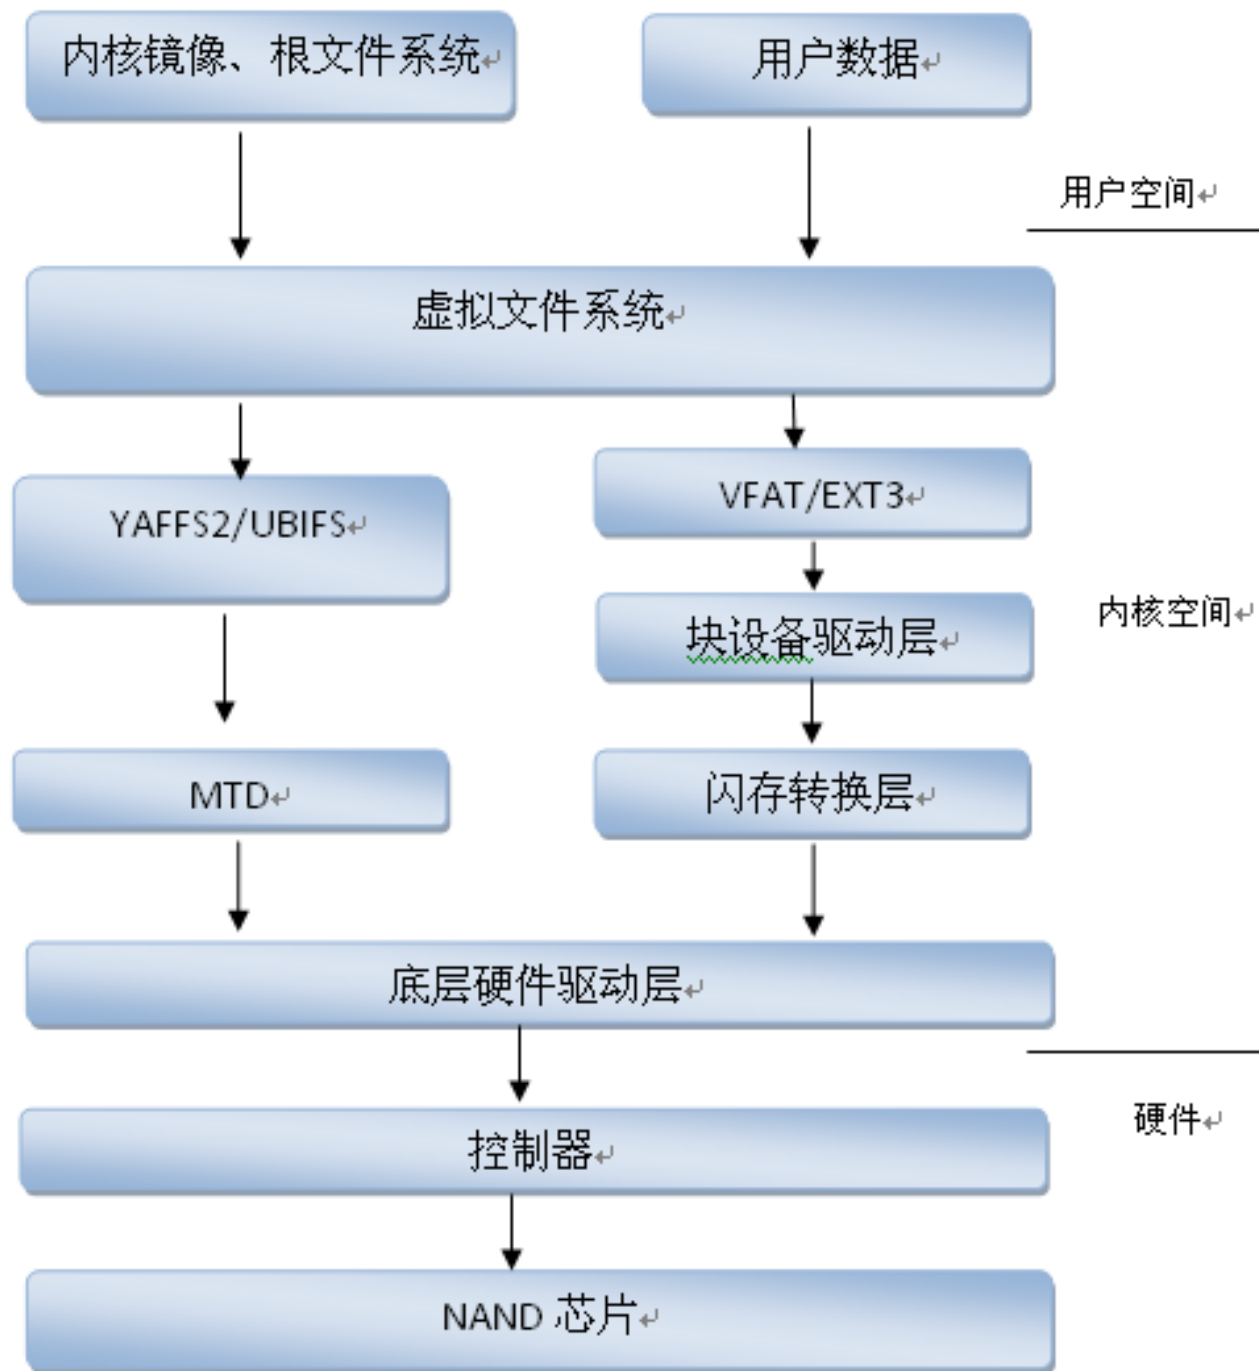 内核镜像、根文件系统
用户数据
用户空间
虚拟文件系统
YAFFS2/UBIFS
VFAT/EXT3
块设备驱动层
内核空间
MTD
闪存转换层
底层硬件驱动层
硬件
控制器
NAND 芯片